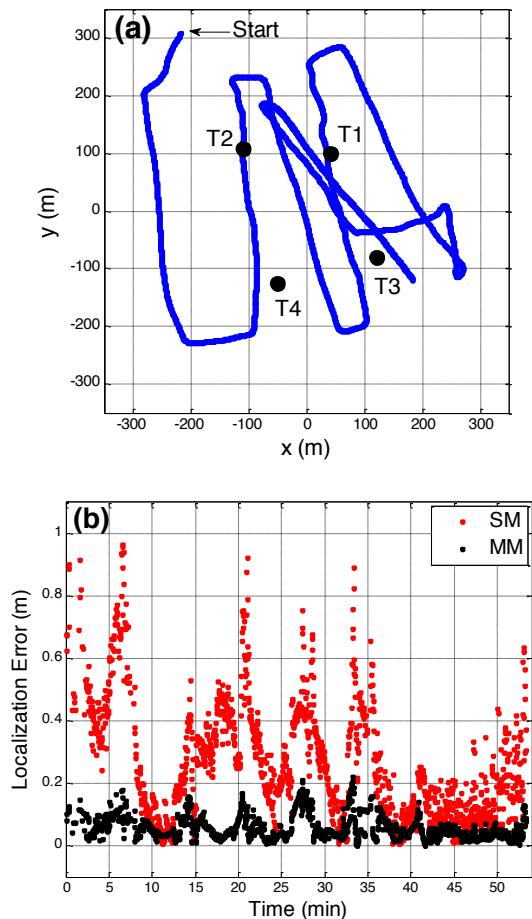 (a)
Start
T1
T2
T3
T4
300
200
100
0
-100
-200
-300
-300 -200 -100 0 100 200 300
y (m)
x (m)
(b)
SM
MM
1
0.8
0.6
0.4
0.2
0
0 5 10 15 20 25 30 35 40 45 50
Localization Error (m)
Time (min)